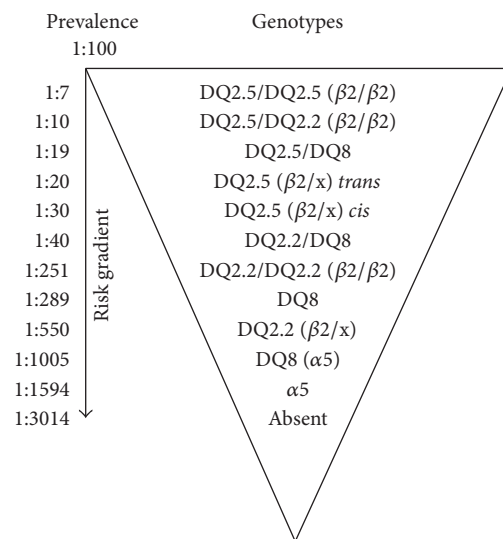 Prevalence Genotypes
1:100
1:7 DQ2.5/DQ2.5 (β2/β2)
1:10 DQ2.5/DQ2.2 (β2/β2)
1:19 DQ2.5/DQ8
1:20 DQ2.5 (β2/x) trans
1:30 DQ2.5 (β2/x) cis
1:40 DQ2.2/DQ8
1:251 DQ2.2/DQ2.2 (β2/β2)
1:289 DQ8
1:550 DQ2.2 (β2/x)
1:1005 DQ8 (α5)
1:1594 α5
1:3014 Absent
Risk gradient